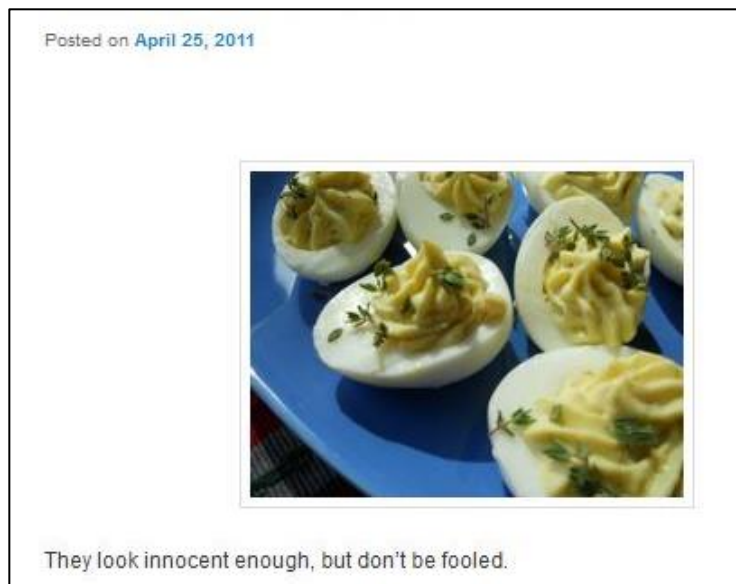 Posted on April 25, 2011
They look innocent enough, but don't be fooled.